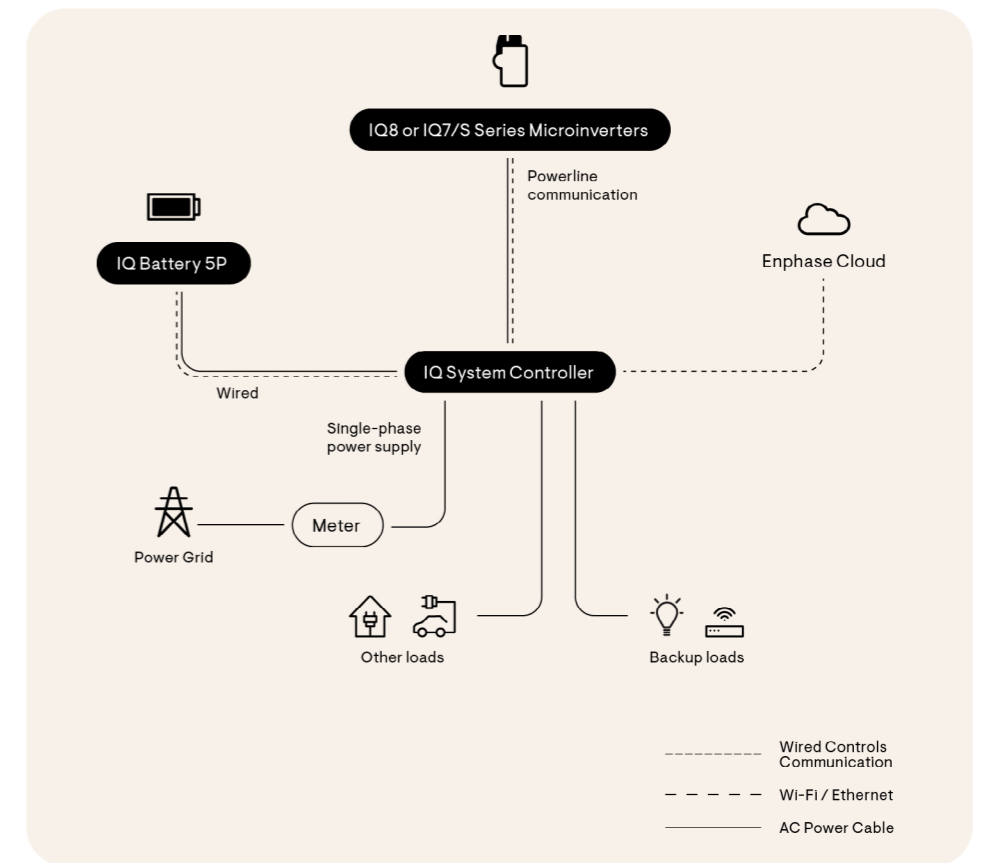 IQ8 or IQ7/S Series Microinverters
Powerline
communication
IQ Battery 5P
Enphase Cloud
IQ System Controller
Wired
Single-phase
power supply
Meter
Power Grid
Other loads
Backup loads
Wired Controls
Communication
Wi-Fi / Ethernet
AC Power Cable